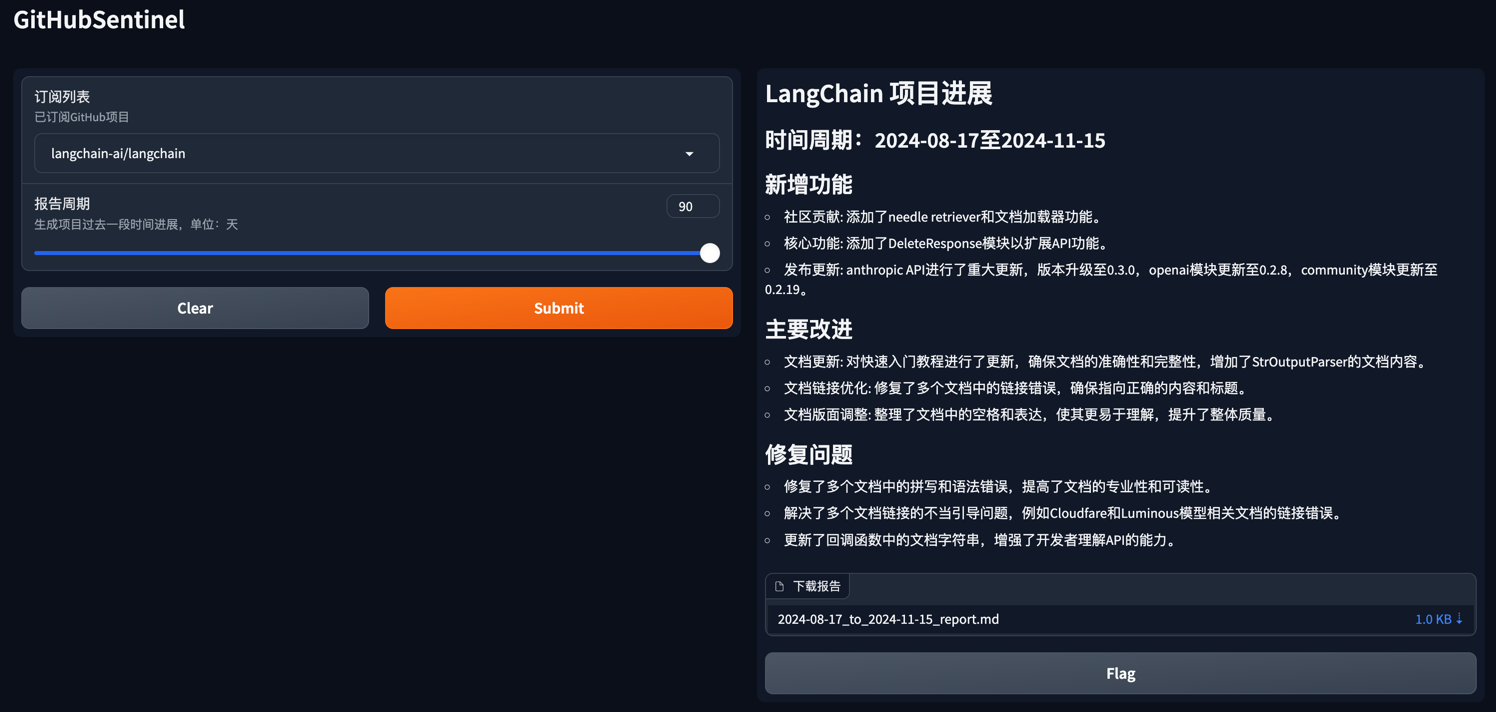 GitHubSentinel
订阅列表
已订阅GitHub项目
langchain-ai/langchain
报告周期
90
生成项目过去一段时间进展，单位：天
Clear
Submit
LangChain 项目进展
时间周期：2024-08-17至2024-11-15
新增功能
社区贡献: 添加了needle retriever和文档加载器功能。
核心功能: 添加了DeleteResponse模块以扩展API功能。
发布更新: anthropic API进行了重大更新，版本升级至0.3.0，openai模块更新至0.2.8，community模块更新至
0.2.19。
主要改进
文档更新: 对快速入门教程进行了更新，确保文档的准确性和完整性，增加了StrOutputParser的文档内容。
文档链接优化: 修复了多个文档中的链接错误，确保指向正确的内容和标题。
文档版面调整: 整理了文档中的空格和表达，使其更易于理解，提升了整体质量。
修复问题
修复了多个文档中的拼写和语法错误，提高了文档的专业性和可读性。
解决了多个文档链接的不当引导问题，例如Cloudfare和Luminous模型相关文档的链接错误。
更新了回调函数中的文档字符串，增强了开发者理解API的能力。
下载报告
2024-08-17_to_2024-11-15_report.md
1.0 KB ⇣
Flag